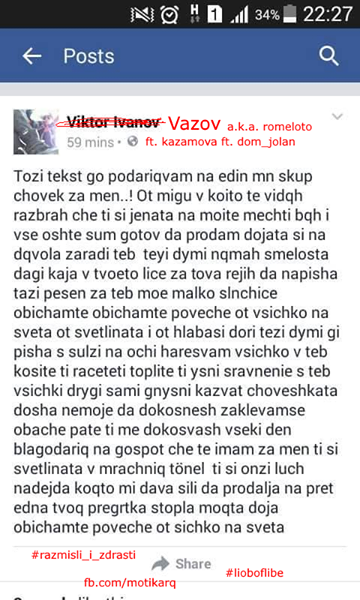 H 1 34% 22:27
Posts
Viktor Ivanov Vazov a.k.a. romeloto
59 mins • ft. kazamova ft. dom_jolan
Tozi tekst go podariqvam na edin mn skup
chovek za men..! Ot migu v koito te vidqh
razbrah che ti si jenata na moite mechti bqh i
vse oshte sum gotov da prodam dojata si na
dqvola zaradi teb teyi dymi nqmah smelosta
dagi kaja v tvoeto lice za tova rejih da napisha
tazi pesen za teb moe malko slnchice
obichamte obichamte poveche ot vsichko na
sveta ot svetlinata i ot hlabasi dori tezi dymi gi
pisha s sulzi na ochi haresvam vsichko v teb
kosite ti raceteti toplite ti ysni sravnenie s teb
vsichki drygi sami gnysni kazvat choveshkata
dosha nemoje da dokosnesh zaklevamse
obache pate ti me dokosvash vseki den
blagodariq na gospot che te imam za men ti si
svetlinata v mrachniq tönel ti si onzi luch
nadejda koqto mi dava sili da prodalja na pret
edna tvoq pregrtka stopla moqta doja
obichamte poveche ot sichko na sveta
#razmisli_i_zdrasti
Share
fb.com/motikarq #lioboflibe